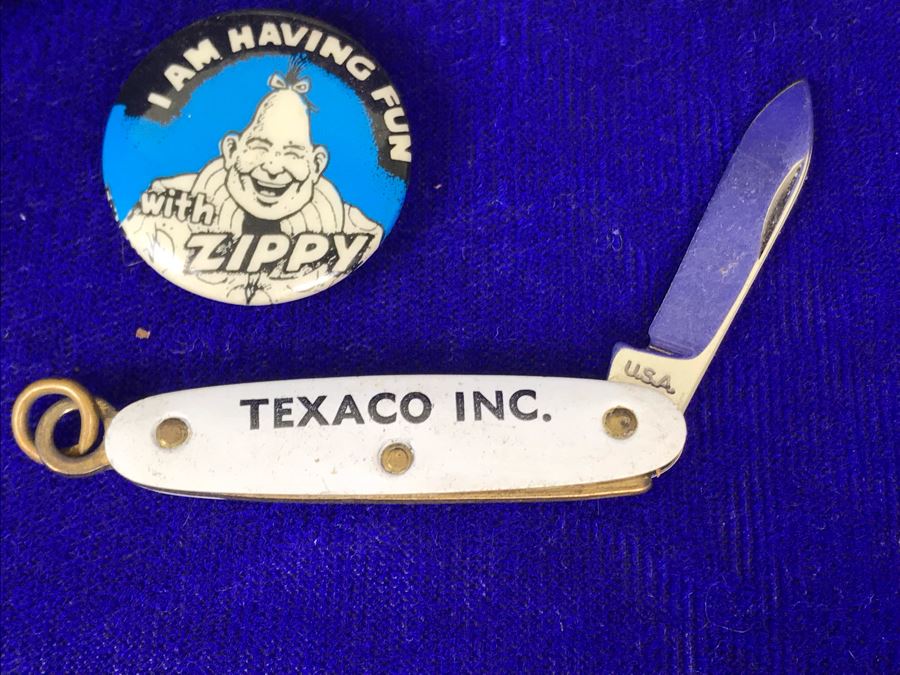 I AM HAVING FUN
with
ZIPPY
TEXACO INC.
U.S.A.